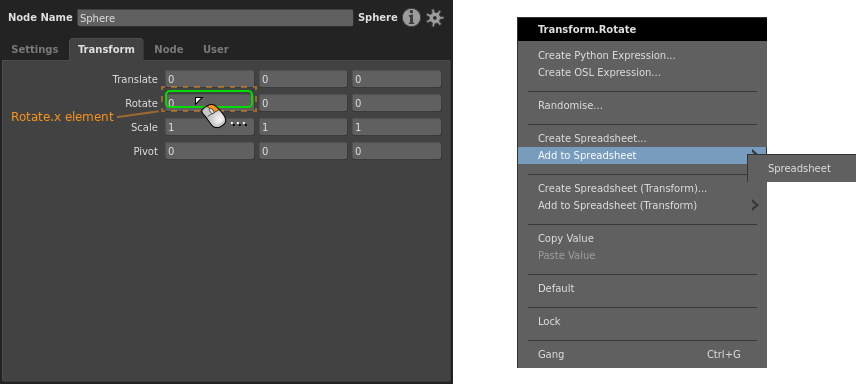 Node Name Sphere Sphere
Settings Transform Node User
Translate 0 0 0
Rotate 0 0 0
Rotate.x element
Scale 1 1 1
Pivot 0 0 0
Transform.Rotate
Create Python Expression...
Create OSL Expression...
Randomise...
Create Spreadsheet...
Add to Spreadsheet
Spreadsheet
Create Spreadsheet (Transform)...
Add to Spreadsheet (Transform)
Copy Value
Paste Value
Default
Lock
Gang Ctrl+G